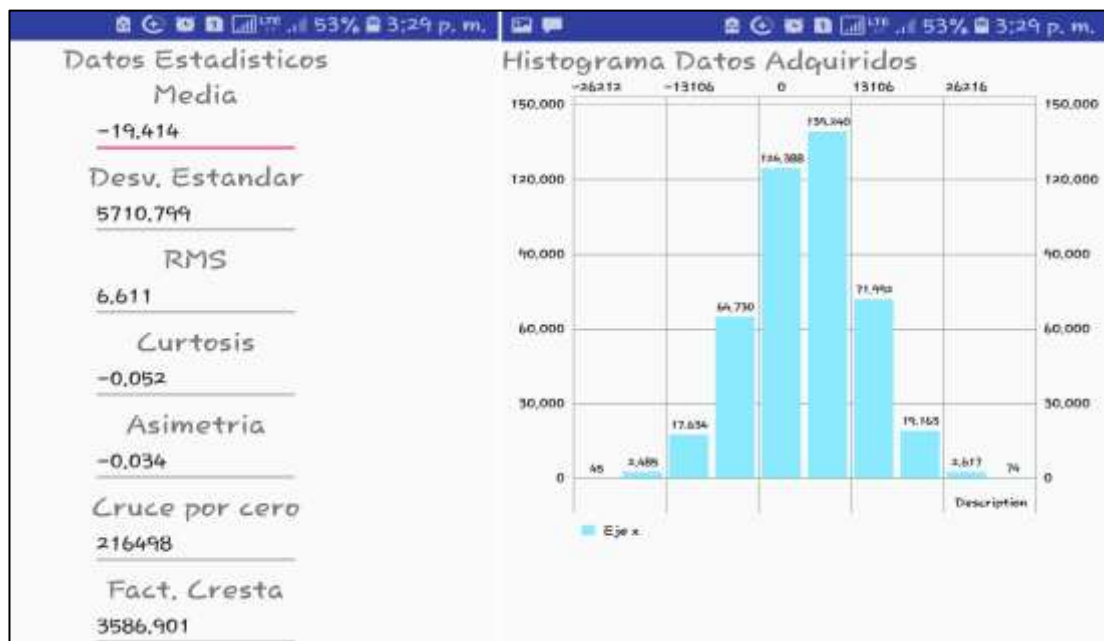 53% 3:29 p. m.
Datos Estadisticos
Media
-19,414
Desv. Estandar
5710,799
RMS
6,611
Curtosis
-0,052
Asimetria
-0,034
Cruce por cero
216498
Fact. Cresta
3586,901
LTE 53% 3:29 p. m.
Histograma Datos Adquiridos
-26212 -13106 0 13106 26216
150,000 150,000
139,240
124,388
120,000 120,000
90,000 90,000
71,992
64,730
60,000 60,000
30,000 30,000
19,163
17,634
45 2,485 2,617 74
0 0
Description
Eje x